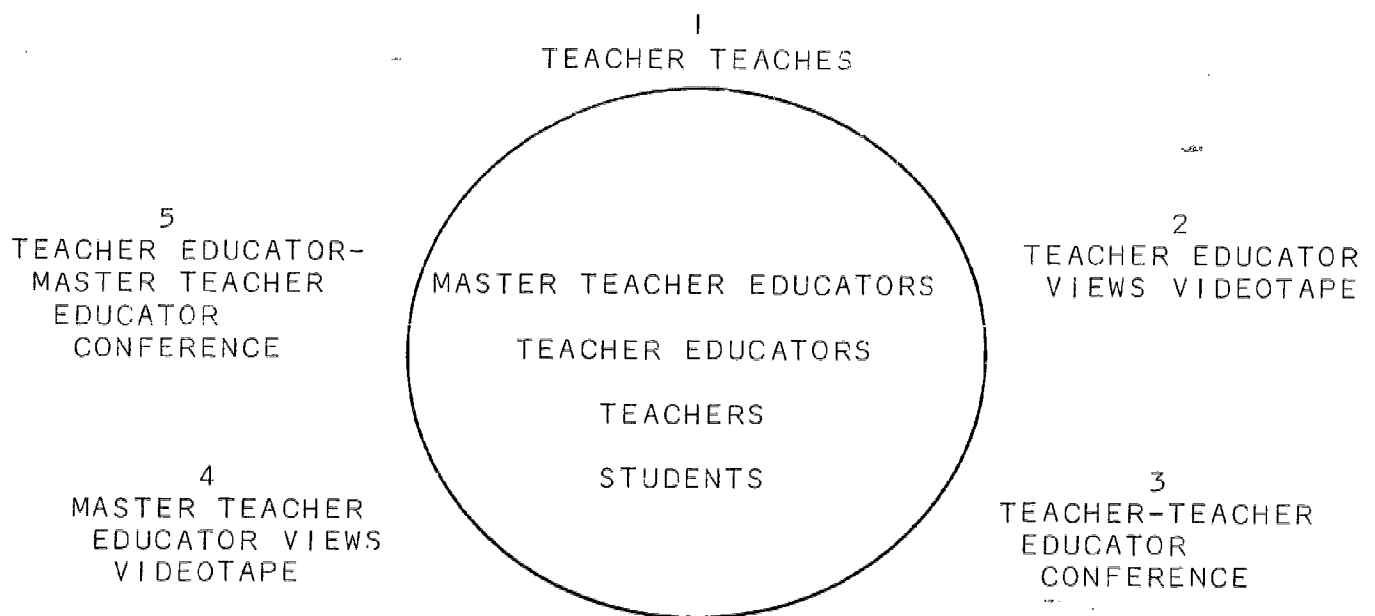 1
TEACHER TEACHES
2
TEACHER EDUCATOR
VIEWS VIDEOTAPE
3
TEACHER-TEACHER
EDUCATOR
CONFERENCE
4
MASTER TEACHER
EDUCATOR VIEWS
VIDEOTAPE
5
TEACHER EDUCATOR-
MASTER TEACHER
EDUCATOR
CONFERENCE
MASTER TEACHER EDUCATORS
TEACHER EDUCATORS
TEACHERS
STUDENTS